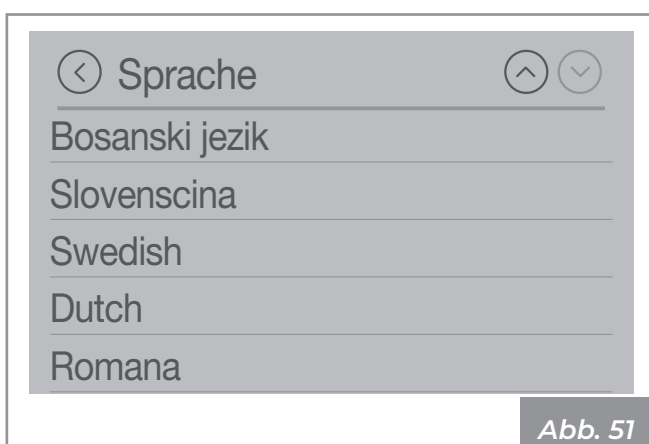 Sprache
Bosanski jezik
Slovenscina
Swedish
Dutch
Romana
Abb. 51